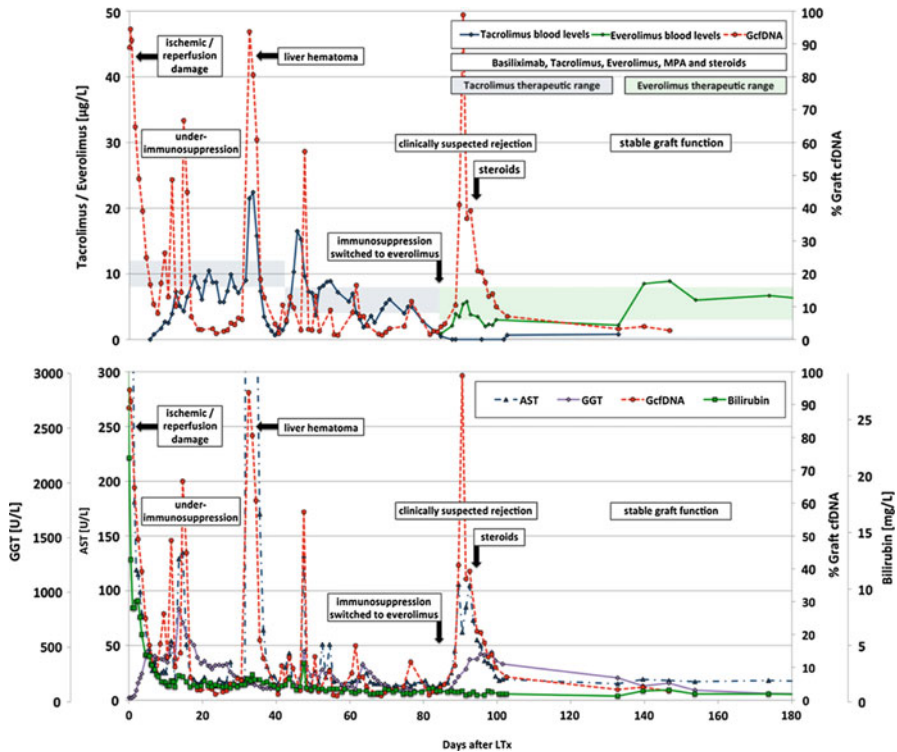 Tacrolimus blood levels
Everolimus blood levels
GcfDNA
Basiliximab, Tacrolimus, Everolimus, MPA and steroids
Tacrolimus therapeutic range
Everolimus therapeutic range
ischemic /
reperfusion
damage
liver hematoma
under-
immunosuppression
clinically suspected rejection
stable graft function
steroids
immunosuppression
switched to everolimus
Tacrolimus / Everolimus [µg/L]
50
40
30
20
10
0
% Graft cfDNA
100
90
80
70
60
50
40
30
20
10
0
AST
GGT
GcfDNA
Bilirubin
ischemic /
reperfusion
damage
liver hematoma
under-
immunosuppression
clinically suspected rejection
stable graft function
steroids
immunosuppression
switched to everolimus
GGT [U/L]
3000
2500
2000
1500
1000
500
0
AST [U/L]
300
250
200
150
100
50
0
% Graft cfDNA
100
90
80
70
60
50
40
30
20
10
0
Bilirubin [mg/L]
25
20
15
10
5
0
0 20 40 60 80 100 120 140 160 180
Days after LTx